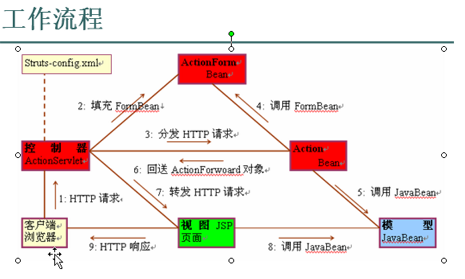 工作流程
Struts-config.xml
ActionForm
Bean
2: 填充 FormBean
4: 调用 FormBean
3: 分发 HTTP 请求
控制器
ActionServlet
Action
Bean
6: 回送 ActionForwoard 对象
1: HTTP 请求
7: 转发 HTTP 请求
5: 调用 JavaBean
客户端
浏览器
视图 JSP
页面
模型
JavaBean
9: HTTP 响应
8: 调用 JavaBean